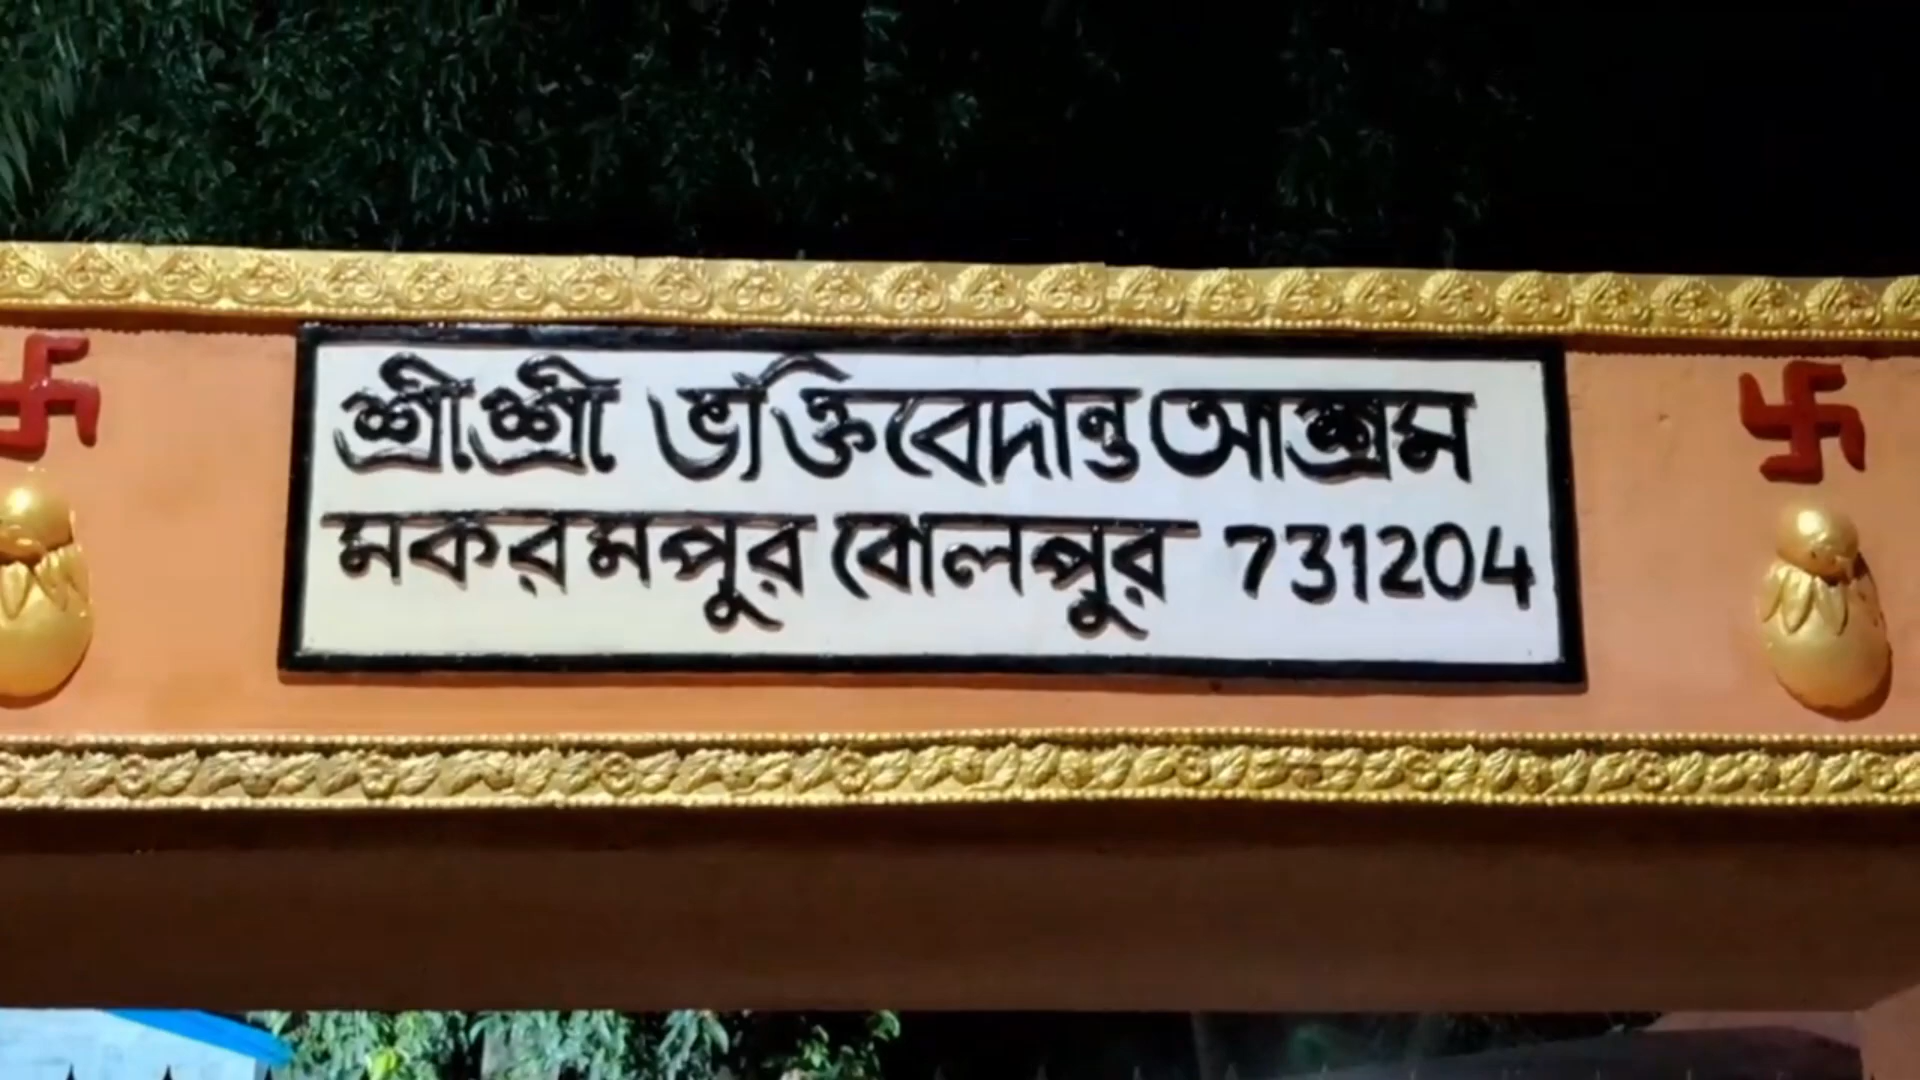 শ্রীশ্রী ভক্তিবেদান্ত আশ্রম
মকরমপুর বোলপুর 731204